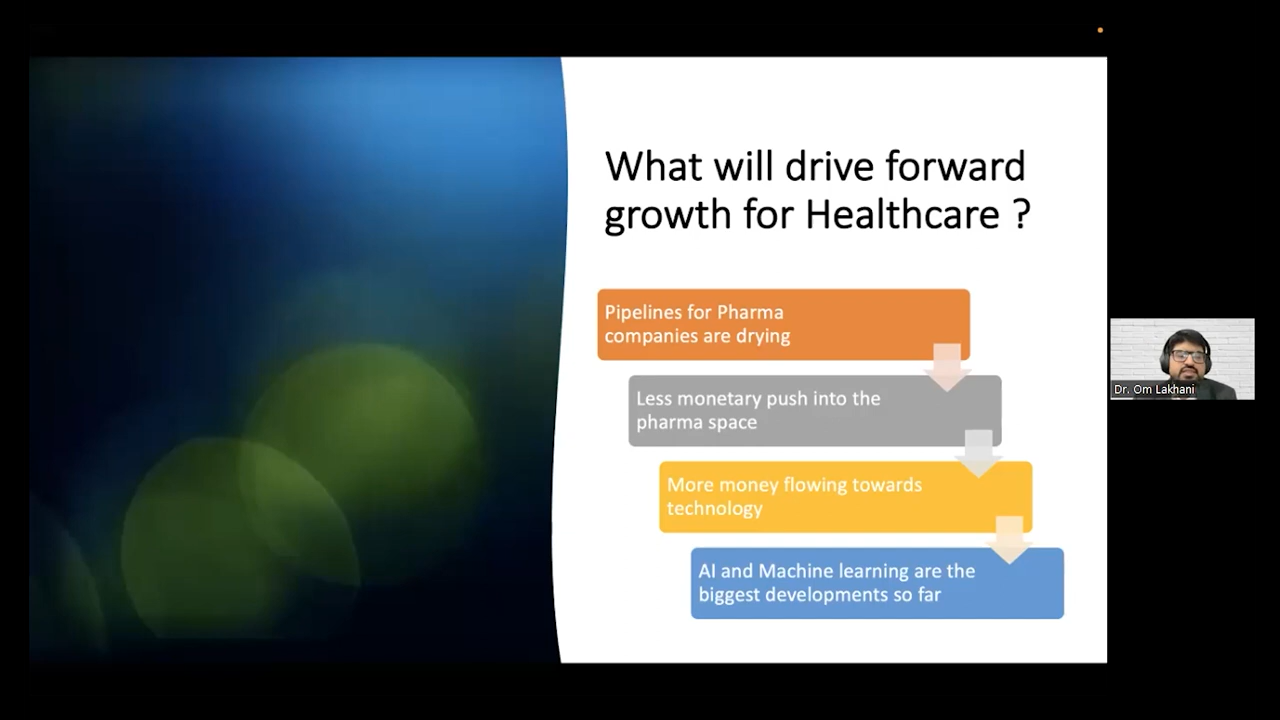 What will drive forward
growth for Healthcare ?
Pipelines for Pharma
companies are drying
Less monetary push into the
pharma space
More money flowing towards
technology
AI and Machine learning are the
biggest developments so far
Dr. Om Lakhani